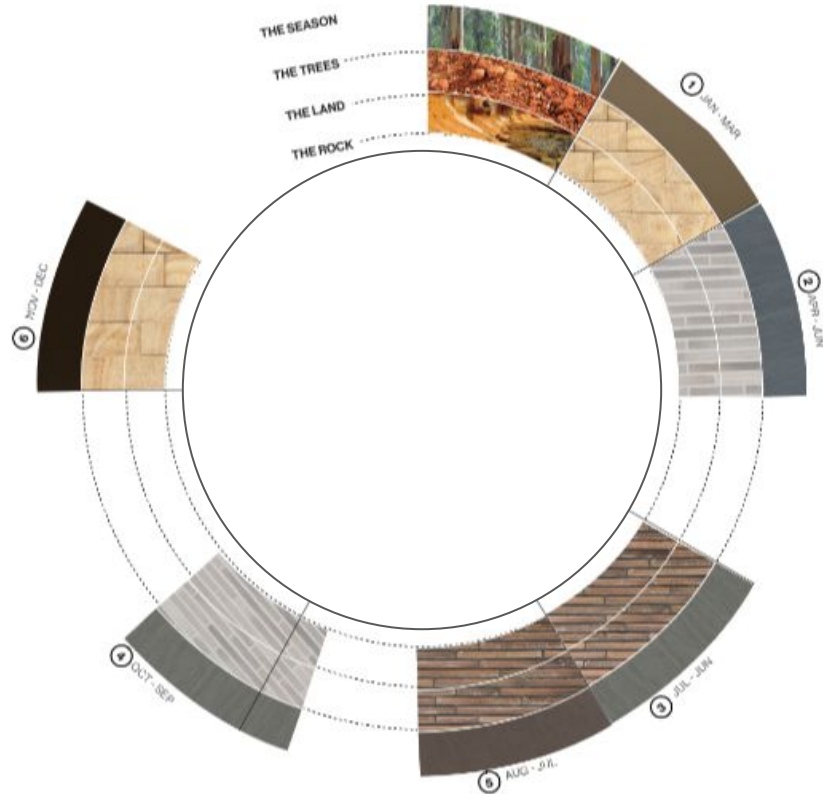 THE SEASON
THE TREES
THE LAND
THE ROCK
1 JAN - MAR
2 APR - JUN
3 JUL - JUN
5 AUG - JUL
4 OCT - SEP
6 NOV - DEC